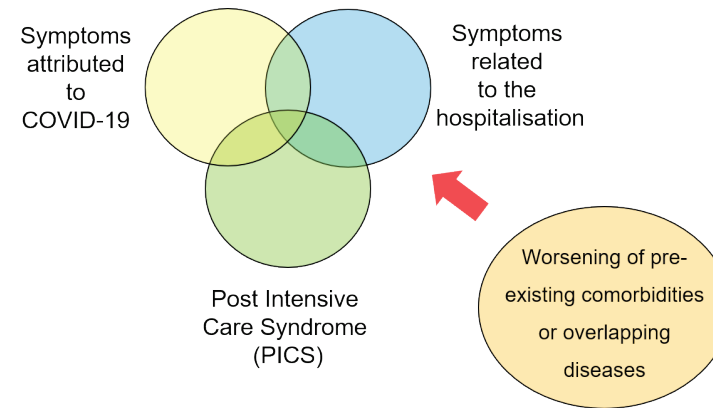 Symptoms
attributed
to
COVID-19
Symptoms
related
to the
hospitalisation
Post Intensive
Care Syndrome
(PICS)
Worsening of pre-
existing comorbidities
or overlapping
diseases